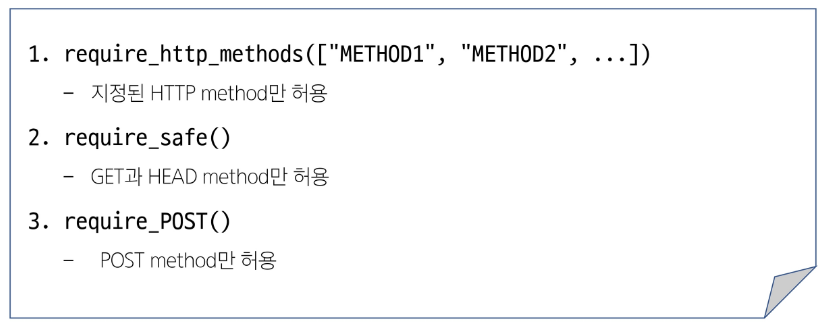 1. require_http_methods(["METHOD1", "METHOD2", ...])
– 지정된 HTTP method만 허용
2. require_safe()
– GET과 HEAD method만 허용
3. require_POST()
– POST method만 허용